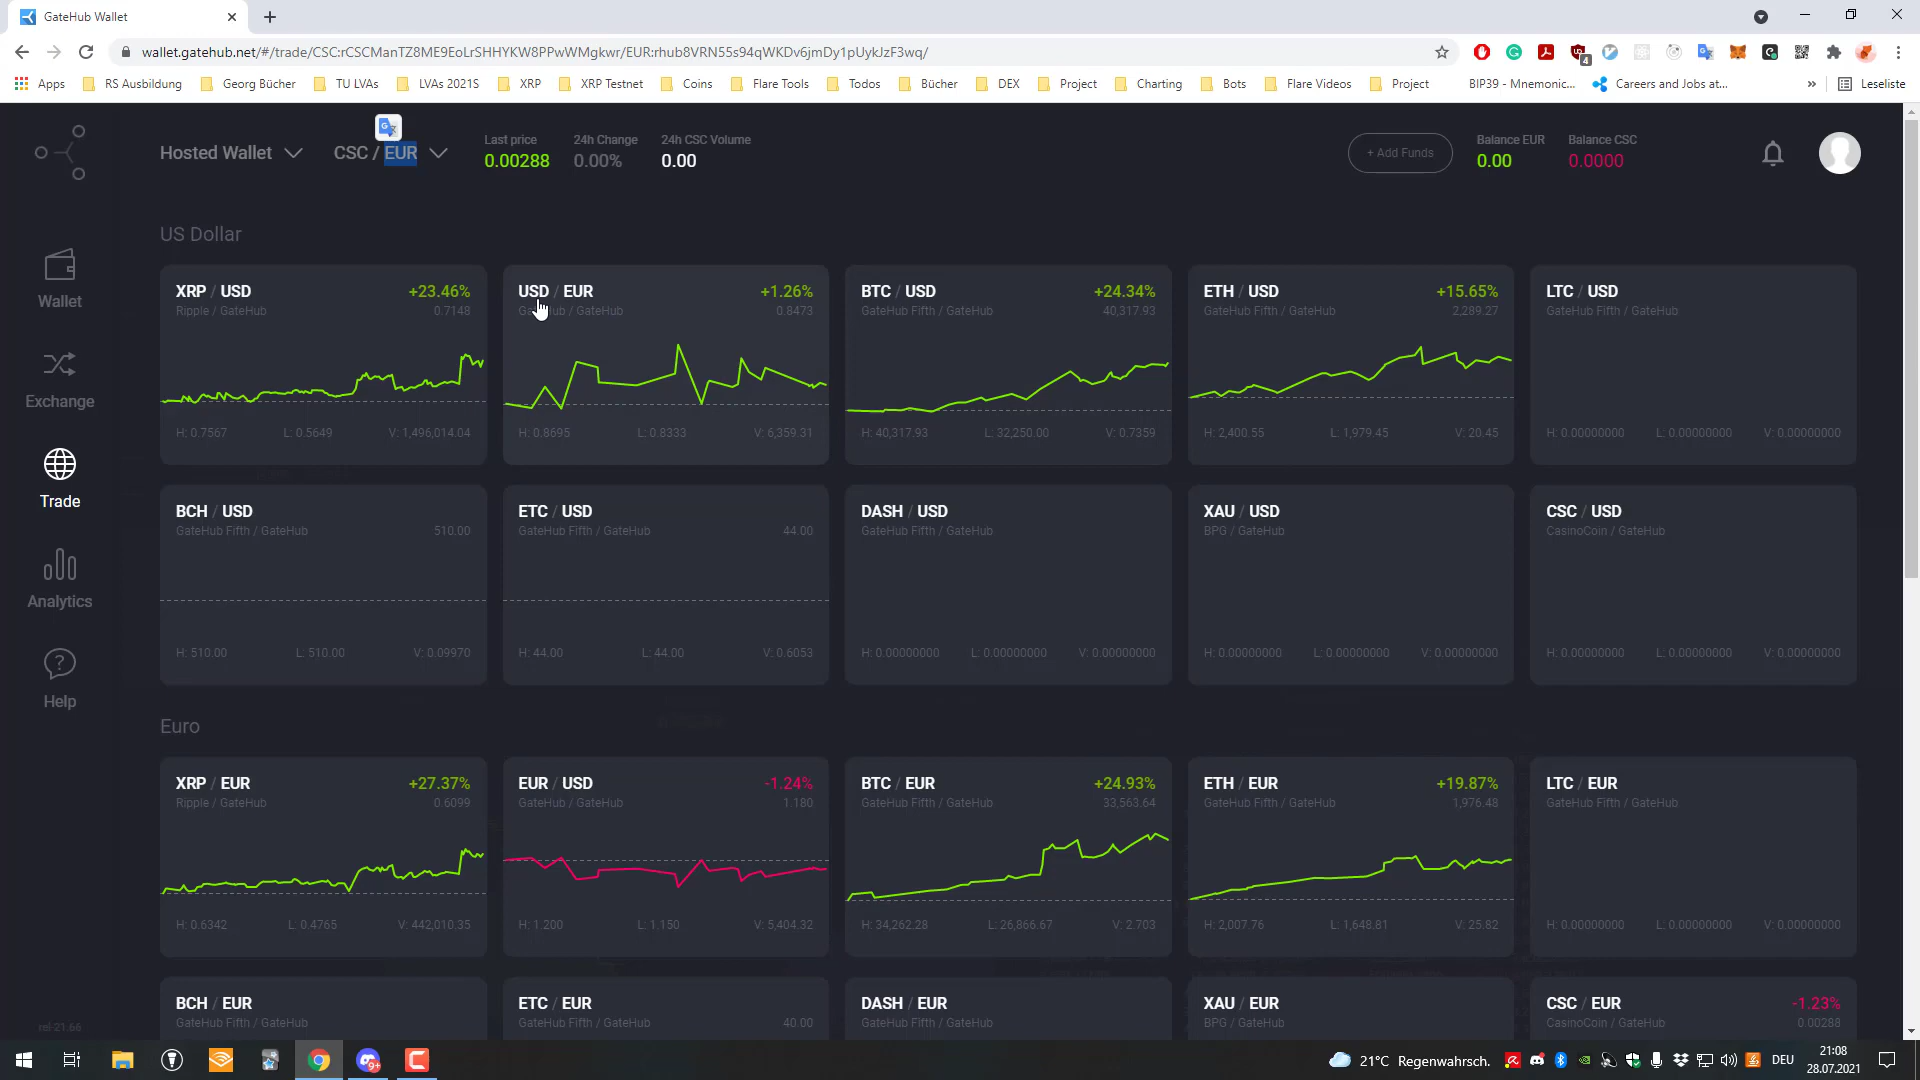 GateHub Wallet
wallet.gatehub.net/#/trade/CSC:rCSCManTZ8ME9EoLrSHHYKW8PPwWMgkwr/EUR:rhub8VRN55s94qWKDv6jmDy1pUykJzF3wq/
4
Apps RS Ausbildung Georg Bücher TU LVAs LVAs 2021S XRP XRP Testnet Coins Flare Tools Todos Bücher DEX Project Charting Bots Flare Videos Project BIP39 - Mnemonic... Careers and Jobs at... » Leseliste
Hosted Wallet CSC / EUR
Last price 24h Change 24h CSC Volume
0.00288 0.00% 0.00
+ Add Funds
Balance EUR Balance CSC
0.00 0.0000
Wallet
Exchange
Trade
Analytics
Help
rel-21.66
US Dollar
XRP / USD +23.46%
Ripple / GateHub 0.7148
H: 0.7567 L: 0.5649 V: 1,496,014.04
USD / EUR +1.26%
/ GateHub 0.8473
H: 0.8695 L: 0.8333 V: 6,359.31
BTC / USD +24.34%
GateHub Fifth / GateHub 40,317.93
H: 40,317.93 L: 32,250.00 V: 0.7359
ETH / USD +15.65%
GateHub Fifth / GateHub 2,289.27
H: 2,400.55 L: 1,979.45 V: 20.45
LTC / USD
GateHub Fifth / GateHub
H: 0.00000000 L: 0.00000000 V: 0.00000000
BCH / USD
GateHub Fifth / GateHub 510.00
H: 510.00 L: 510.00 V: 0.09970
ETC / USD
GateHub Fifth / GateHub 44.00
H: 44.00 L: 44.00 V: 0.6053
DASH / USD
GateHub Fifth / GateHub
H: 0.00000000 L: 0.00000000 V: 0.00000000
XAU / USD
BPG / GateHub
H: 0.00000000 L: 0.00000000 V: 0.00000000
CSC / USD
CasinoCoin / GateHub
H: 0.00000000 L: 0.00000000 V: 0.00000000
Euro
XRP / EUR +27.37%
Ripple / GateHub 0.6099
H: 0.6342 L: 0.4765 V: 442,010.35
EUR / USD -1.24%
GateHub / GateHub 1.180
H: 1.200 L: 1.150 V: 5,404.32
BTC / EUR +24.93%
GateHub Fifth / GateHub 33,563.64
H: 34,262.28 L: 26,866.67 V: 2.703
ETH / EUR +19.87%
GateHub Fifth / GateHub 1,976.48
H: 2,007.76 L: 1,648.81 V: 25.82
LTC / EUR
GateHub Fifth / GateHub
H: 0.00000000 L: 0.00000000 V: 0.00000000
BCH / EUR
GateHub Fifth / GateHub
ETC / EUR
GateHub Fifth / GateHub 40.00
DASH / EUR
GateHub Fifth / GateHub
XAU / EUR
BPG / GateHub
CSC / EUR -1.23%
CasinoCoin / GateHub 0.00288
21°C Regenwahrsch. DEU
21:08
28.07.2021